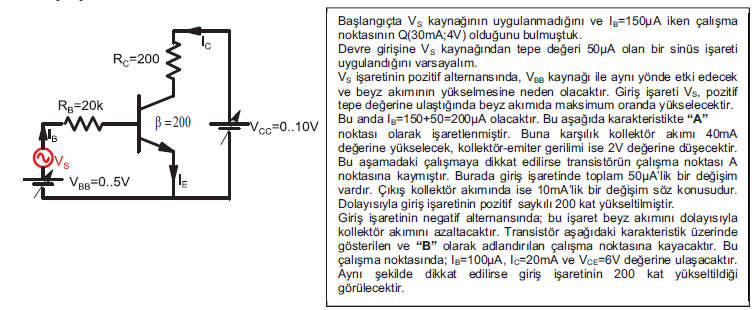 I_C
R_C=200
R_B=20k
β=200
I_B
V_CC=0..10V
V_S
V_BB=0..5V
I_E
Başlangıçta V_S kaynağının uygulanmadığını ve I_B=150µA iken çalışma
noktasının Q(30mA;4V) olduğunu bulmuştuk.
Devre girişine V_S kaynağından tepe değeri 50µA olan bir sinüs işareti
uygulandığını varsayalım.
V_S işaretinin pozitif alternansında, V_BB kaynağı ile aynı yönde etki edecek
ve beyz akımının yükselmesine neden olacaktır. Giriş işareti V_S, pozitif
tepe değerine ulaştığında beyz akımıda maksimum oranda yükselecektir.
Bu anda I_B=150+50=200µA olacaktır. Bu aşağıda karakteristikte “A”
noktası olarak işaretlenmiştir. Buna karşılık kollektör akımı 40mA
değerine yükselecek, kollektör-emiter gerilimi ise 2V değerine düşecektir.
Bu aşamadaki çalışmaya dikkat edilirse transistörün çalışma noktası A
noktasına kaymıştır. Burada giriş işaretinde toplam 50µA'lik bir değişim
vardır. Çıkış kollektör akımında ise 10mA'lik bir değişim söz konusudur.
Dolayısıyla giriş işaretinin pozitif saykılı 200 kat yükseltilmiştir.
Giriş işaretinin negatif alternansında; bu işaret beyz akımını dolayısıyla
kollektör akımını azaltacaktır. Transistör aşağıdaki karakteristik üzerinde
gösterilen ve “B” olarak adlandırılan çalışma noktasına kayacaktır. Bu
çalışma noktasında; I_B=100µA, I_C=20mA ve V_CE=6V değerine ulaşacaktır.
Aynı şekilde dikkat edilirse giriş işaretinin 200 kat yükseltildiği
görülecektir.